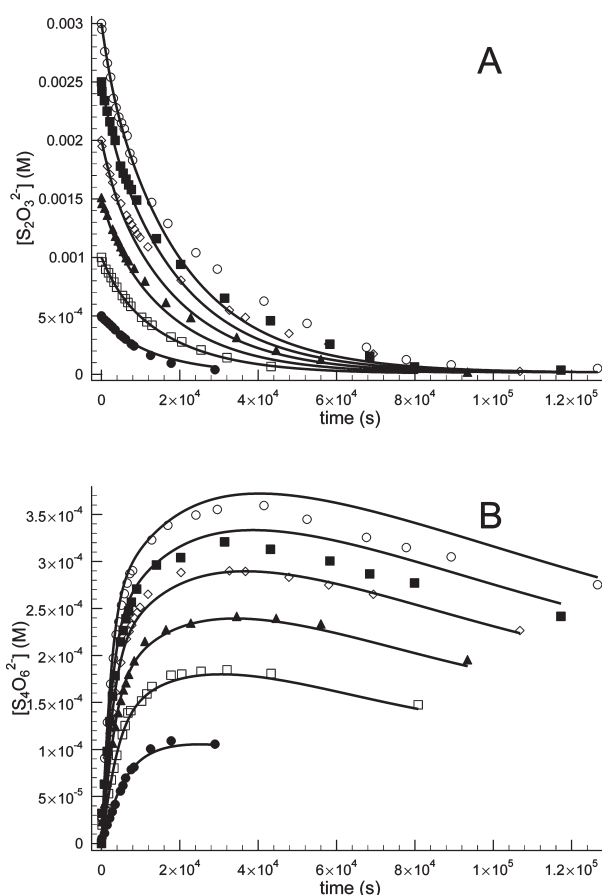 A
0.003
0.0025
0.002
0.0015
0.001
5×10⁻⁴
0
[S₂O₃²⁻] (M)
0 2×10⁴ 4×10⁴ 6×10⁴ 8×10⁴ 1×10⁵ 1.2×10⁵
time (s)
B
3.5×10⁻⁴
3×10⁻⁴
2.5×10⁻⁴
2×10⁻⁴
1.5×10⁻⁴
1×10⁻⁴
5×10⁻⁵
0
[S₄O₆²⁻] (M)
0 2×10⁴ 4×10⁴ 6×10⁴ 8×10⁴ 1×10⁵ 1.2×10⁵
time (s)